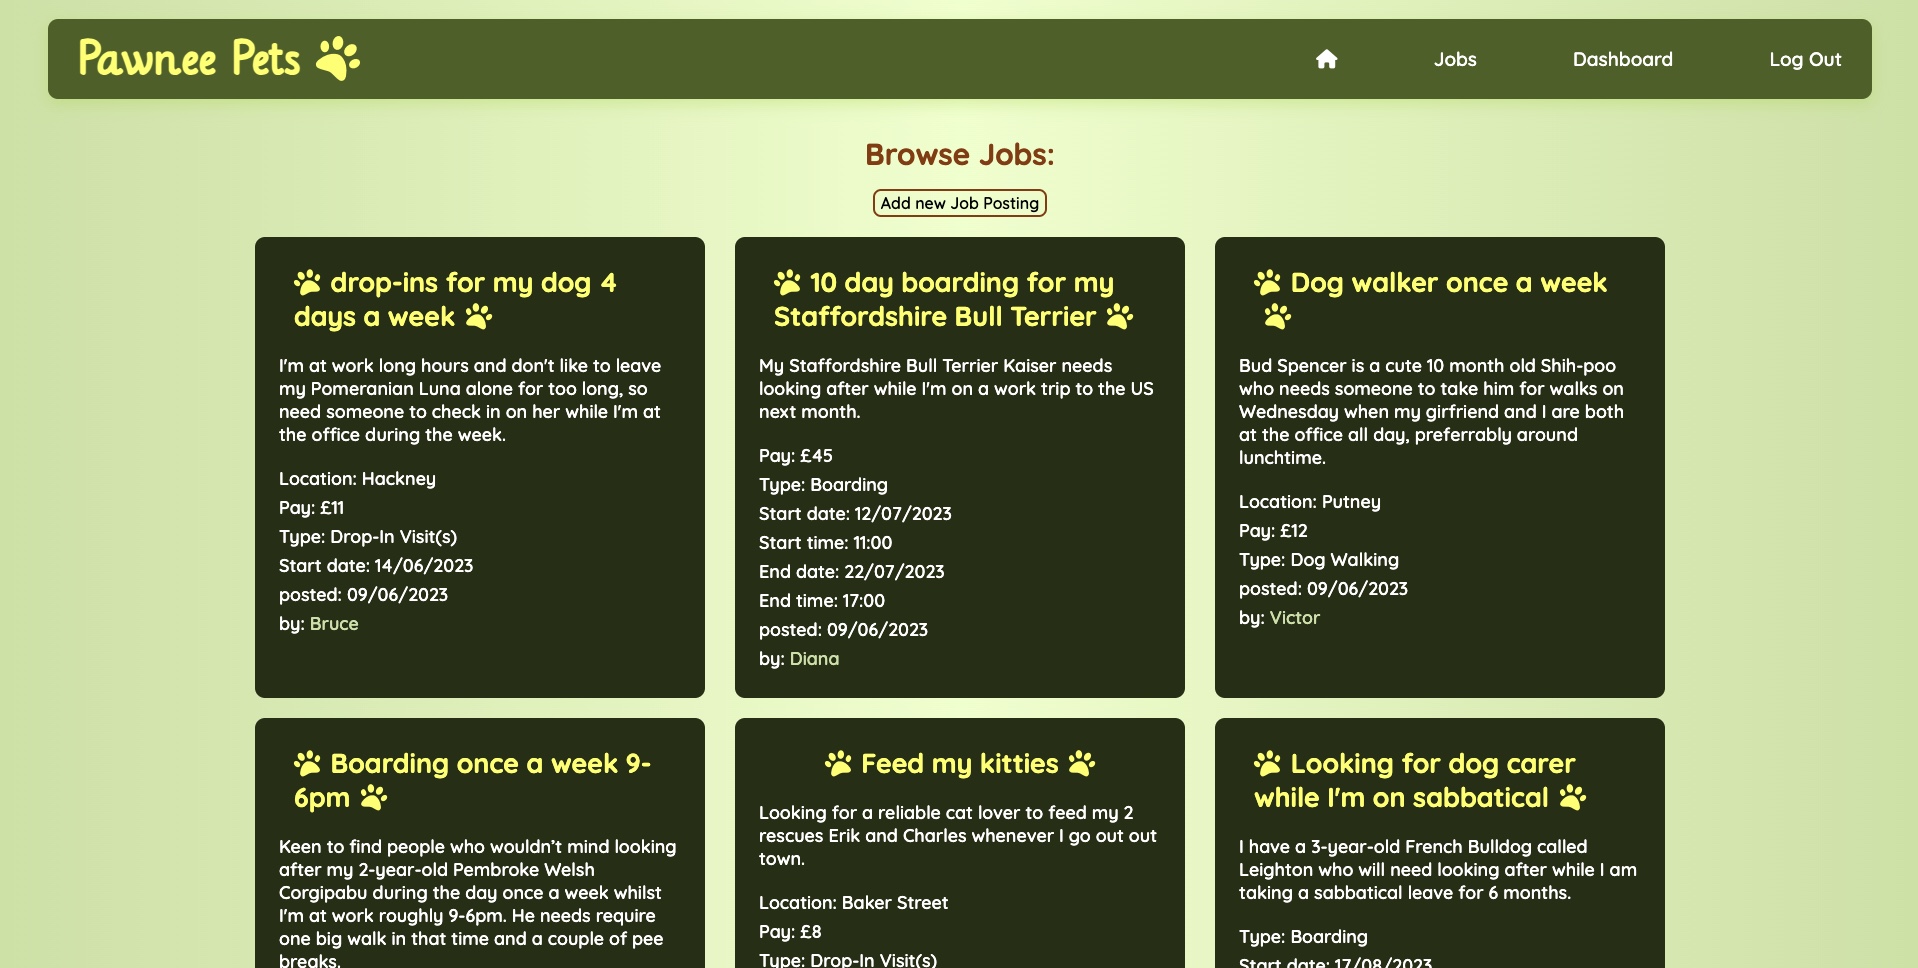 Pawnee Pets
Jobs
Dashboard
Log Out
Browse Jobs:
Add new Job Posting
drop-ins for my dog 4
days a week
I'm at work long hours and don't like to leave
my Pomeranian Luna alone for too long, so
need someone to check in on her while I'm at
the office during the week.
Location: Hackney
Pay: £11
Type: Drop-In Visit(s)
Start date: 14/06/2023
posted: 09/06/2023
by: Bruce
10 day boarding for my
Staffordshire Bull Terrier
My Staffordshire Bull Terrier Kaiser needs
looking after while I'm on a work trip to the US
next month.
Pay: £45
Type: Boarding
Start date: 12/07/2023
Start time: 11:00
End date: 22/07/2023
End time: 17:00
posted: 09/06/2023
by: Diana
Dog walker once a week
Bud Spencer is a cute 10 month old Shih-poo
who needs someone to take him for walks on
Wednesday when my girfriend and I are both
at the office all day, preferrably around
lunchtime.
Location: Putney
Pay: £12
Type: Dog Walking
posted: 09/06/2023
by: Victor
Boarding once a week 9-
6pm
Keen to find people who wouldn’t mind looking
after my 2-year-old Pembroke Welsh
Corgipabu during the day once a week whilst
I'm at work roughly 9-6pm. He needs require
one big walk in that time and a couple of pee
breaks.
Feed my kitties
Looking for a reliable cat lover to feed my 2
rescues Erik and Charles whenever I go out out
town.
Location: Baker Street
Pay: £8
Type: Drop-In Visit(s)
Looking for dog carer
while I'm on sabbatical
I have a 3-year-old French Bulldog called
Leighton who will need looking after while I am
taking a sabbatical leave for 6 months.
Type: Boarding
Start date: 17/08/2023